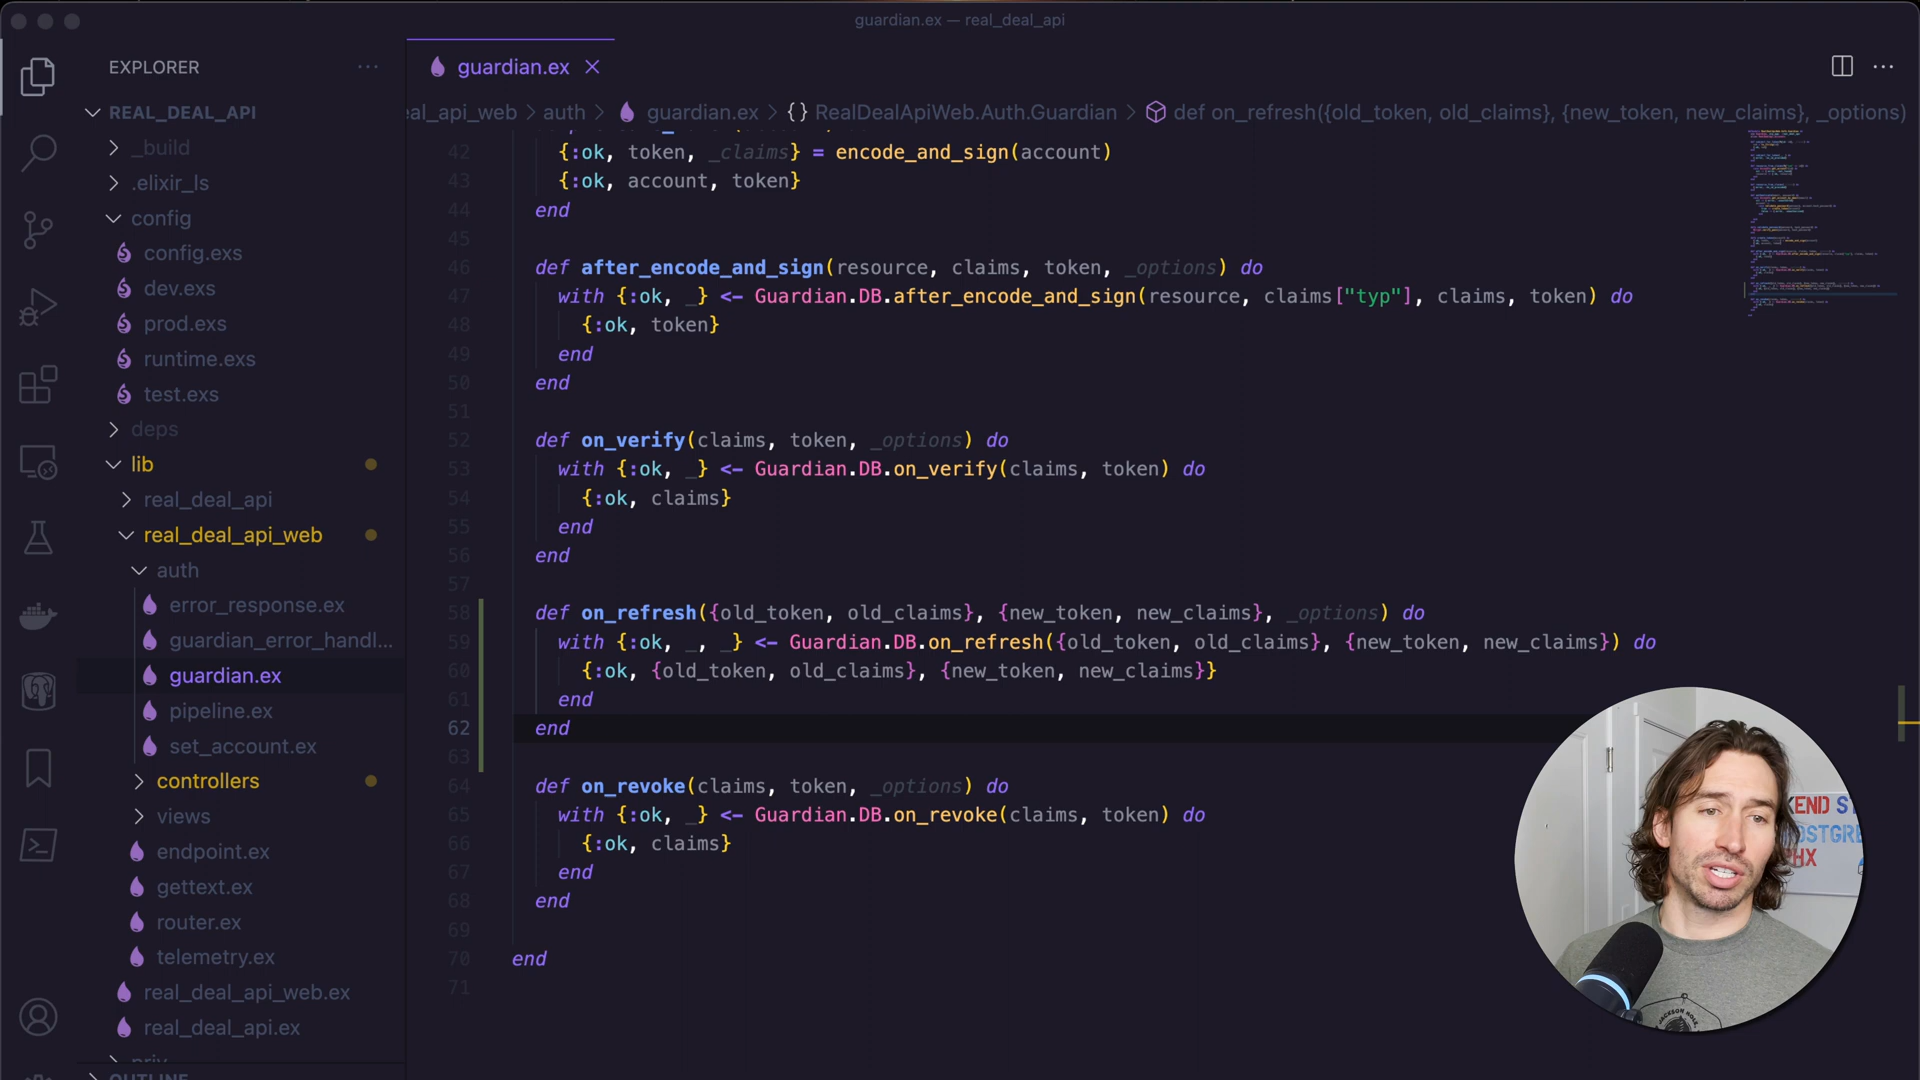 guardian.ex — real_deal_api
EXPLORER
REAL_DEAL_API
_build
.elixir_ls
config
config.exs
dev.exs
prod.exs
runtime.exs
test.exs
deps
lib
real_deal_api
real_deal_api_web
auth
error_response.ex
guardian_error_handl...
guardian.ex
pipeline.ex
set_account.ex
controllers
views
endpoint.ex
gettext.ex
router.ex
telemetry.ex
real_deal_api_web.ex
real_deal_api.ex
priv
OUTLINE
guardian.ex
eal_api_web > auth > guardian.ex > {} RealDealApiWeb.Auth.Guardian > def on_refresh({old_token, old_claims}, {new_token, new_claims}, _options)
42 {:ok, token, _claims} = encode_and_sign(account)
43 {:ok, account, token}
44 end
45
46 def after_encode_and_sign(resource, claims, token, _options) do
47 with {:ok, _} <- Guardian.DB.after_encode_and_sign(resource, claims["typ"], claims, token) do
48 {:ok, token}
49 end
50 end
51
52 def on_verify(claims, token, _options) do
53 with {:ok, _} <- Guardian.DB.on_verify(claims, token) do
54 {:ok, claims}
55 end
56 end
57
58 def on_refresh({old_token, old_claims}, {new_token, new_claims}, _options) do
59 with {:ok, _, _} <- Guardian.DB.on_refresh({old_token, old_claims}, {new_token, new_claims}) do
60 {:ok, {old_token, old_claims}, {new_token, new_claims}}
61 end
62 end
63
64 def on_revoke(claims, token, _options) do
65 with {:ok, _} <- Guardian.DB.on_revoke(claims, token) do
66 {:ok, claims}
67 end
68 end
69
70 end
71
KEND ST
OSTGRE
PHX
JACKSON HOLE,